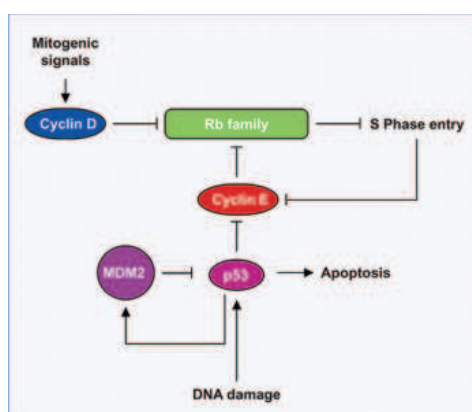 Mitogenic
signals
Cyclin D
Rb family
S Phase entry
Cyclin E
MDM2
p53
Apoptosis
DNA damage